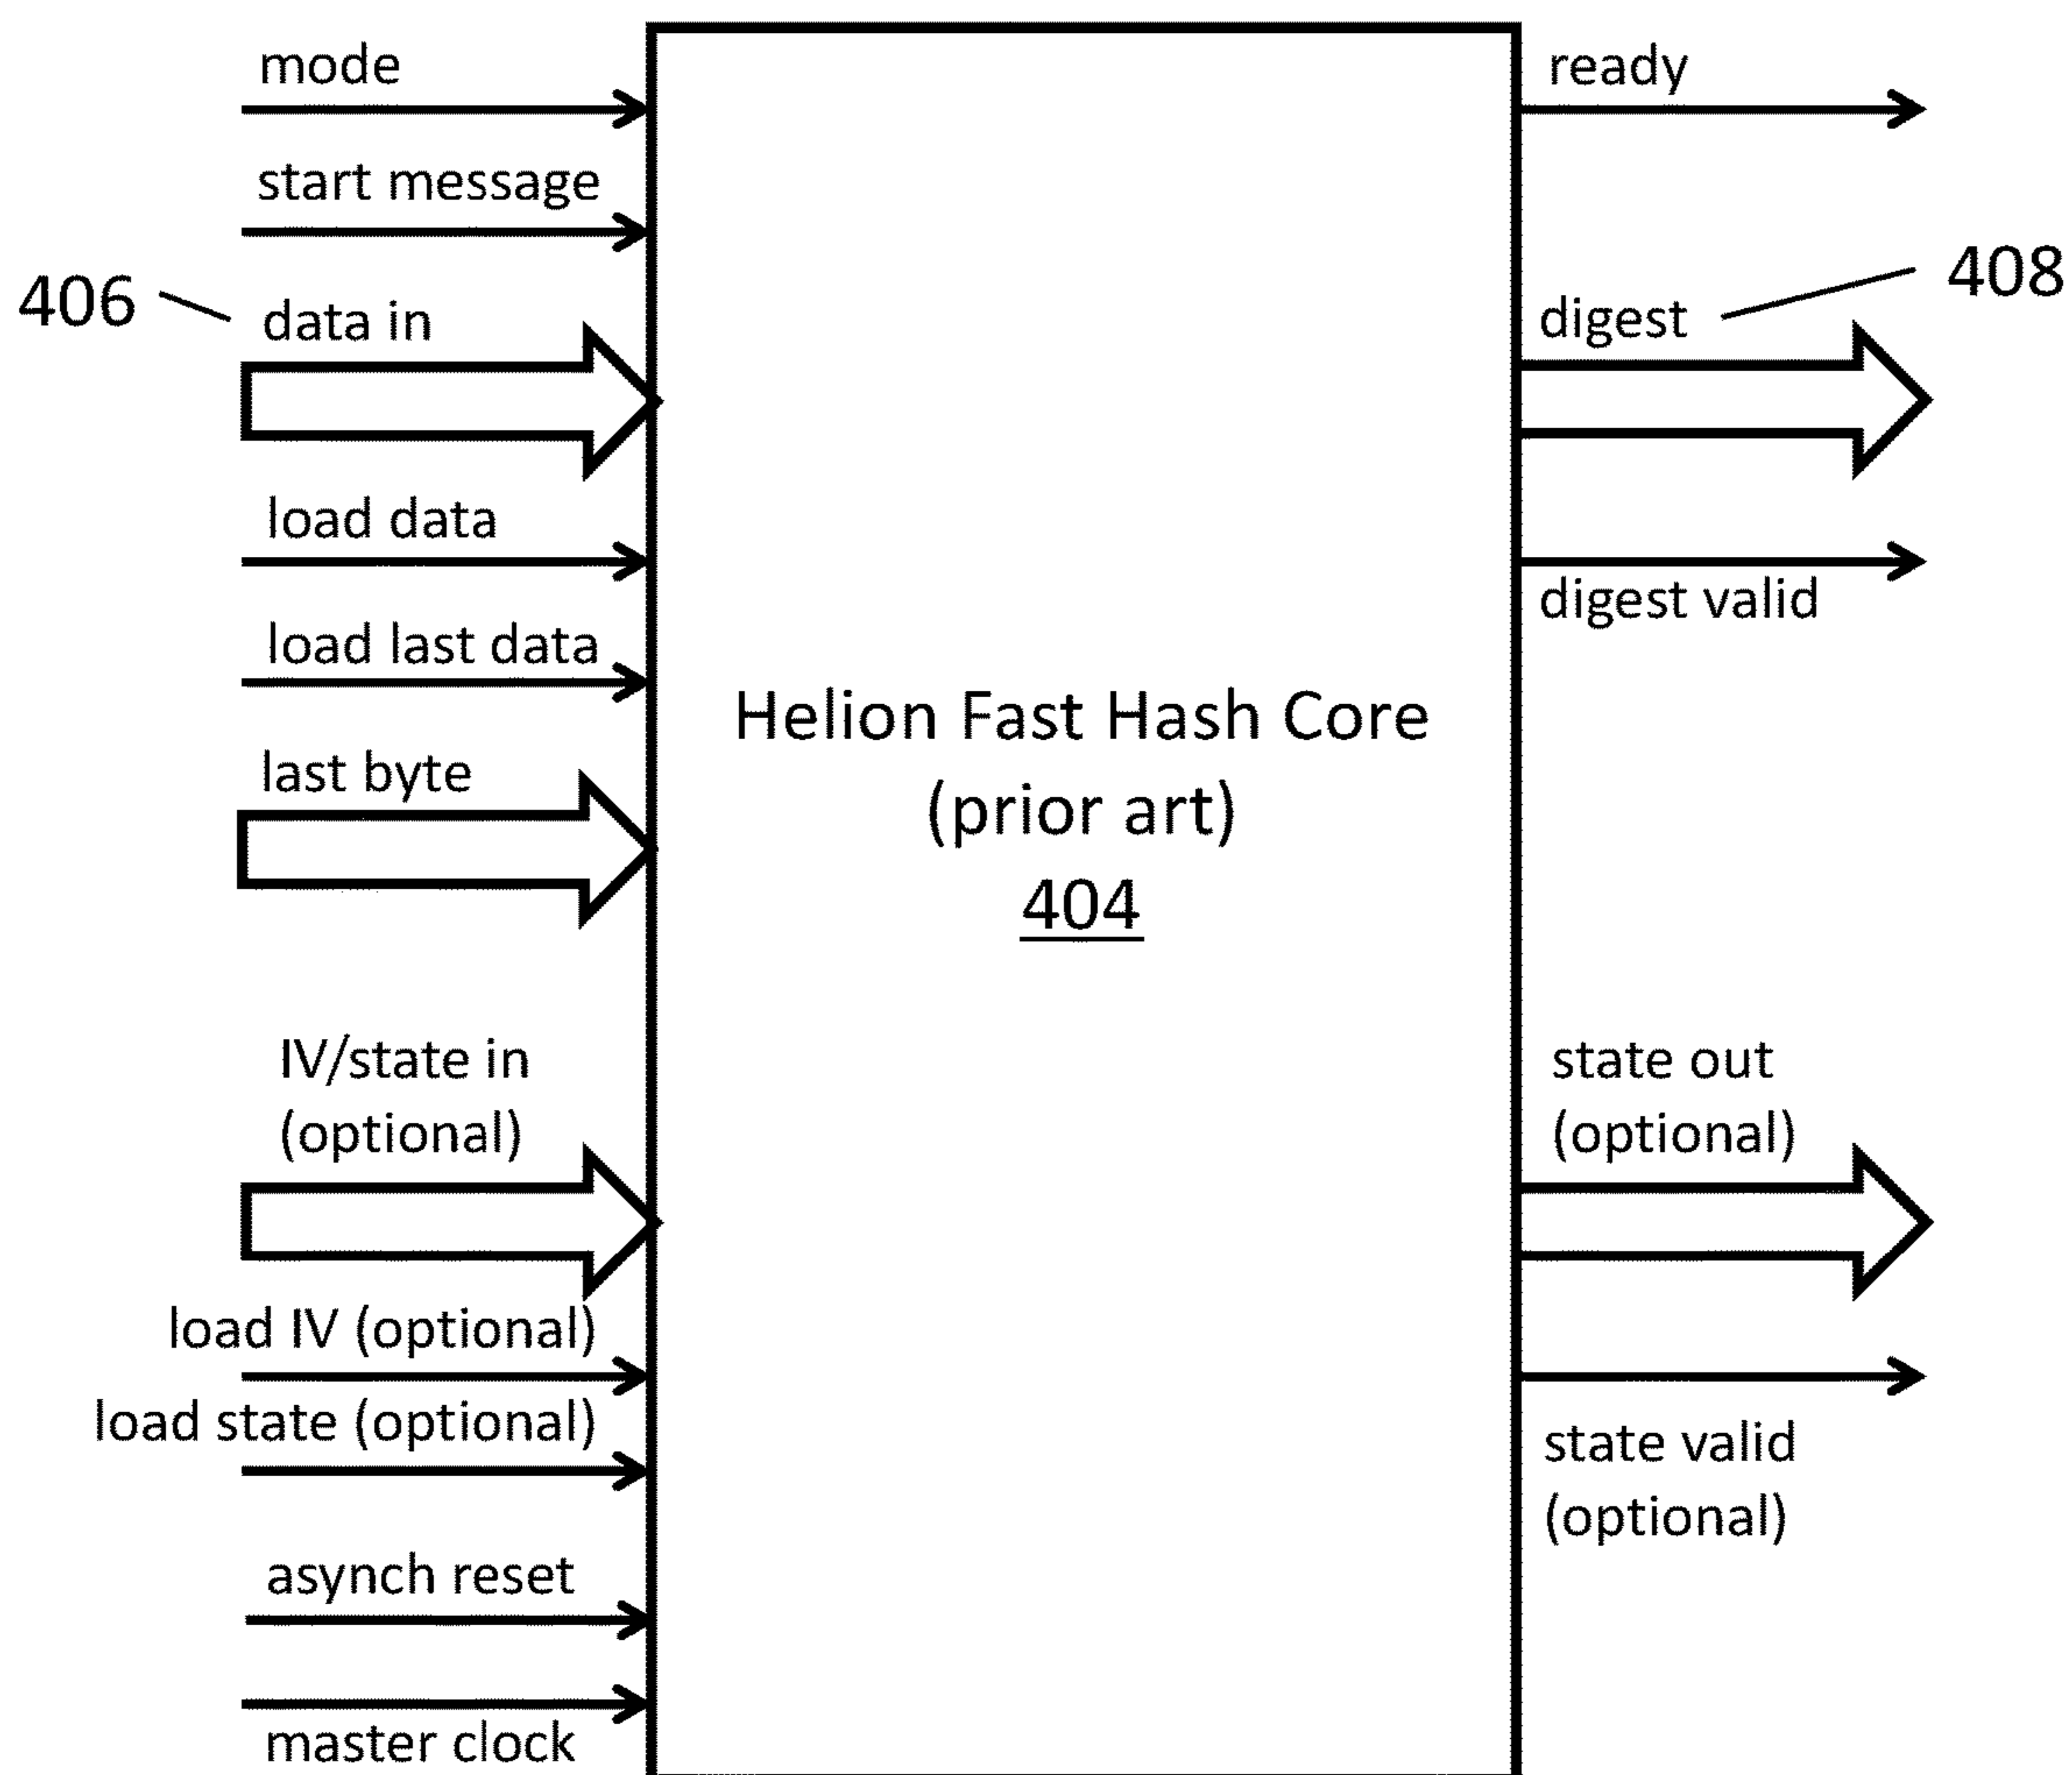 mode
start message
406
data in
load data
load last data
last byte
IV/state in
(optional)
load IV (optional)
load state (optional)
asynch reset
master clock
Helion Fast Hash Core
(prior art)
404
ready
408
digest
digest valid
state out
(optional)
state valid
(optional)